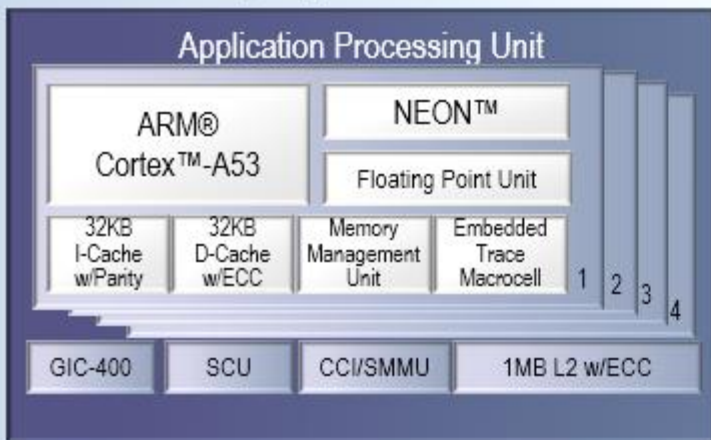 Application Processing Unit
ARM®
Cortex™-A53
NEON™
Floating Point Unit
32KB
I-Cache
w/Parity
32KB
D-Cache
w/ECC
Memory
Management
Unit
Embedded
Trace
Macrocell
1
2
3
4
GIC-400
SCU
CCI/SMMU
1MB L2 w/ECC